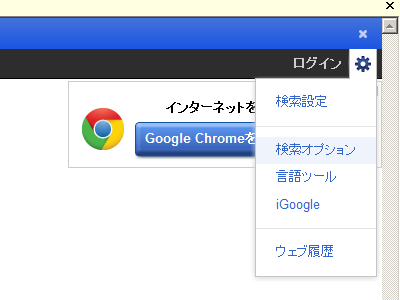 ログイン
検索設定
インターネットを
Google Chromeを
検索オプション
言語ツール
iGoogle
ウェブ履歴